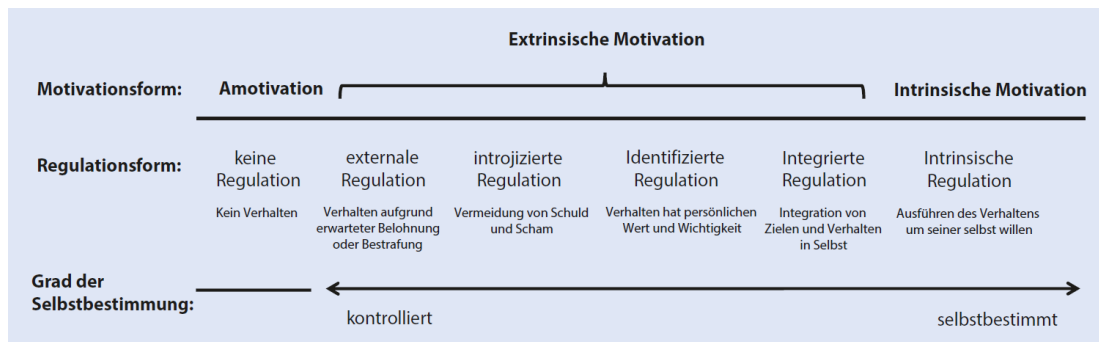 Extrinsische Motivation
Motivationsform: Amotivation Intrinsische Motivation
Regulationsform:
keine
Regulation
Kein Verhalten
externale
Regulation
Verhalten aufgrund
erwarteter Belohnung
oder Bestrafung
introjizierte
Regulation
Vermeidung von Schuld
und Scham
Identifizierte
Regulation
Verhalten hat persönlichen
Wert und Wichtigkeit
Integrierte
Regulation
Integration von
Zielen und Verhalten
in Selbst
Intrinsische
Regulation
Ausführen des Verhaltens
um seiner selbst willen
Grad der
Selbstbestimmung:
kontrolliert
selbstbestimmt